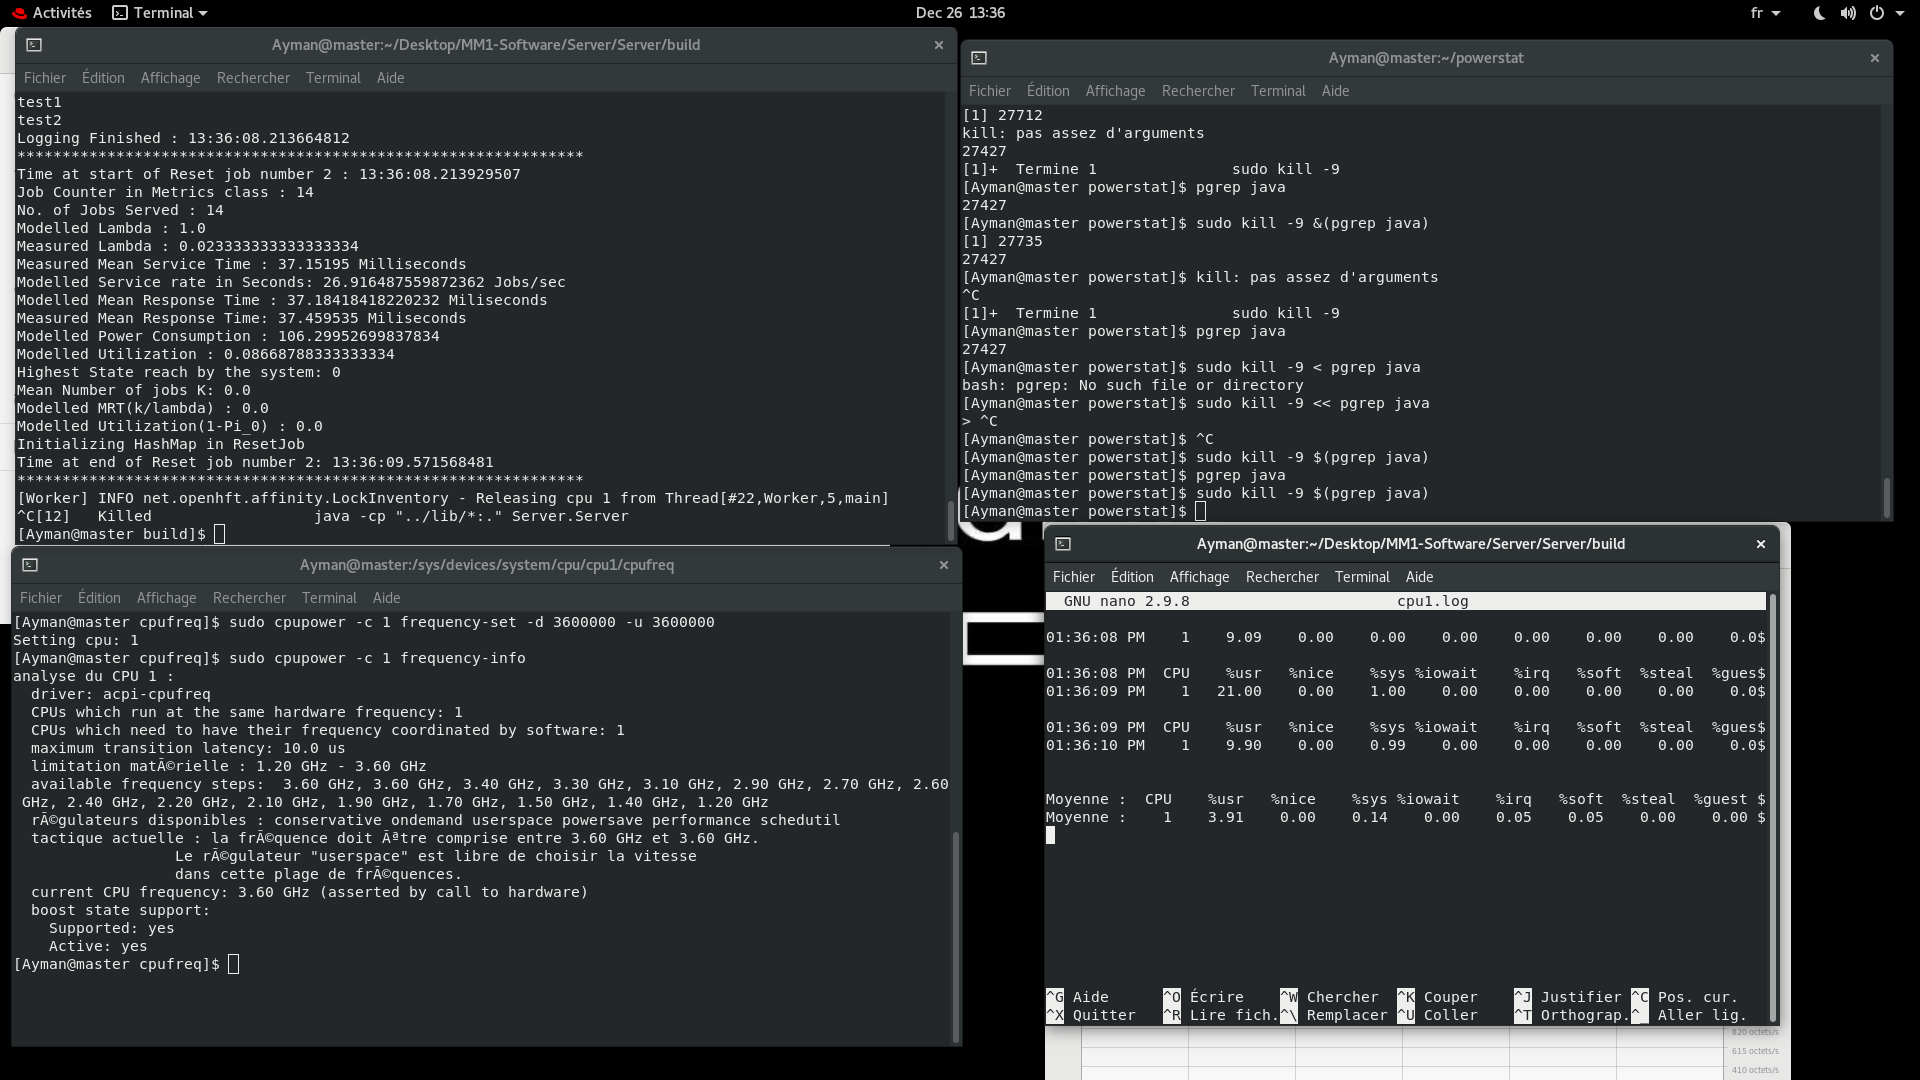 Activités Terminal Dec 26 13:36 fr
Ayman@master:~/Desktop/MM1-Software/Server/Server/build ×
Fichier Édition Affichage Rechercher Terminal Aide
test1
test2
Logging Finished : 13:36:08.213664812
***************************************************************
Time at start of Reset job number 2 : 13:36:08.213929507
Job Counter in Metrics class : 14
No. of Jobs Served : 14
Modelled Lambda : 1.0
Measured Lambda : 0.023333333333333334
Measured Mean Service Time : 37.15195 Milliseconds
Modelled Service rate in Seconds: 26.916487559872362 Jobs/sec
Modelled Mean Response Time : 37.18418418220232 Miliseconds
Measured Mean Response Time: 37.459535 Miliseconds
Modelled Power Consumption : 106.29952699837834
Modelled Utilization : 0.08668788333333334
Highest State reach by the system: 0
Mean Number of jobs K: 0.0
Modelled MRT(k/lambda) : 0.0
Modelled Utilization(1-Pi_0) : 0.0
Initializing HashMap in ResetJob
Time at end of Reset job number 2: 13:36:09.571568481
***************************************************************
[Worker] INFO net.openhft.affinity.LockInventory - Releasing cpu 1 from Thread[#22,Worker,5,main]
^C[12]   Killed                  java -cp "../lib/*:." Server.Server
[Ayman@master build]$
Ayman@master:~/powerstat ×
Fichier Édition Affichage Rechercher Terminal Aide
[1] 27712
kill: pas assez d'arguments
27427
[1]+  Termine 1               sudo kill -9
[Ayman@master powerstat]$ pgrep java
27427
[Ayman@master powerstat]$ sudo kill -9 &(pgrep java)
[1] 27735
27427
[Ayman@master powerstat]$ kill: pas assez d'arguments
^C
[1]+  Termine 1               sudo kill -9
[Ayman@master powerstat]$ pgrep java
27427
[Ayman@master powerstat]$ sudo kill -9 < pgrep java
bash: pgrep: No such file or directory
[Ayman@master powerstat]$ sudo kill -9 << pgrep java
> ^C
[Ayman@master powerstat]$ ^C
[Ayman@master powerstat]$ sudo kill -9 $(pgrep java)
[Ayman@master powerstat]$ pgrep java
[Ayman@master powerstat]$ sudo kill -9 $(pgrep java)
[Ayman@master powerstat]$
Ayman@master:/sys/devices/system/cpu/cpu1/cpufreq ×
Fichier Édition Affichage Rechercher Terminal Aide
[Ayman@master cpufreq]$ sudo cpupower -c 1 frequency-set -d 3600000 -u 3600000
Setting cpu: 1
[Ayman@master cpufreq]$ sudo cpupower -c 1 frequency-info
analyse du CPU 1 :
  driver: acpi-cpufreq
  CPUs which run at the same hardware frequency: 1
  CPUs which need to have their frequency coordinated by software: 1
  maximum transition latency: 10.0 us
  limitation matÃ©rielle : 1.20 GHz - 3.60 GHz
  available frequency steps:  3.60 GHz, 3.60 GHz, 3.40 GHz, 3.30 GHz, 3.10 GHz, 2.90 GHz, 2.70 GHz, 2.60
 GHz, 2.40 GHz, 2.20 GHz, 2.10 GHz, 1.90 GHz, 1.70 GHz, 1.50 GHz, 1.40 GHz, 1.20 GHz
  rÃ©gulateurs disponibles : conservative ondemand userspace powersave performance schedutil
  tactique actuelle : la frÃ©quence doit Ãªtre comprise entre 3.60 GHz et 3.60 GHz.
                  Le rÃ©gulateur "userspace" est libre de choisir la vitesse
                  dans cette plage de frÃ©quences.
  current CPU frequency: 3.60 GHz (asserted by call to hardware)
  boost state support:
    Supported: yes
    Active: yes
[Ayman@master cpufreq]$
Ayman@master:~/Desktop/MM1-Software/Server/Server/build ×
Fichier Édition Affichage Rechercher Terminal Aide
GNU nano 2.9.8 cpu1.log
01:36:08 PM    1    9.09    0.00    0.00    0.00    0.00    0.00    0.00    0.0$
01:36:08 PM  CPU    %usr   %nice    %sys %iowait    %irq   %soft  %steal  %gues$
01:36:09 PM    1   21.00    0.00    1.00    0.00    0.00    0.00    0.00    0.0$
01:36:09 PM  CPU    %usr   %nice    %sys %iowait    %irq   %soft  %steal  %gues$
01:36:10 PM    1    9.90    0.00    0.99    0.00    0.00    0.00    0.00    0.0$
Moyenne :  CPU    %usr   %nice    %sys %iowait    %irq   %soft  %steal  %guest $
Moyenne :    1    3.91    0.00    0.14    0.00    0.05    0.05    0.00    0.00 $
^G Aide ^O Écrire ^W Chercher ^K Couper ^J Justifier ^C Pos. cur.
^X Quitter ^R Lire fich. ^\ Remplacer ^U Coller ^T Orthograp. ^_ Aller lig.
820 octets/s
615 octets/s
410 octets/s